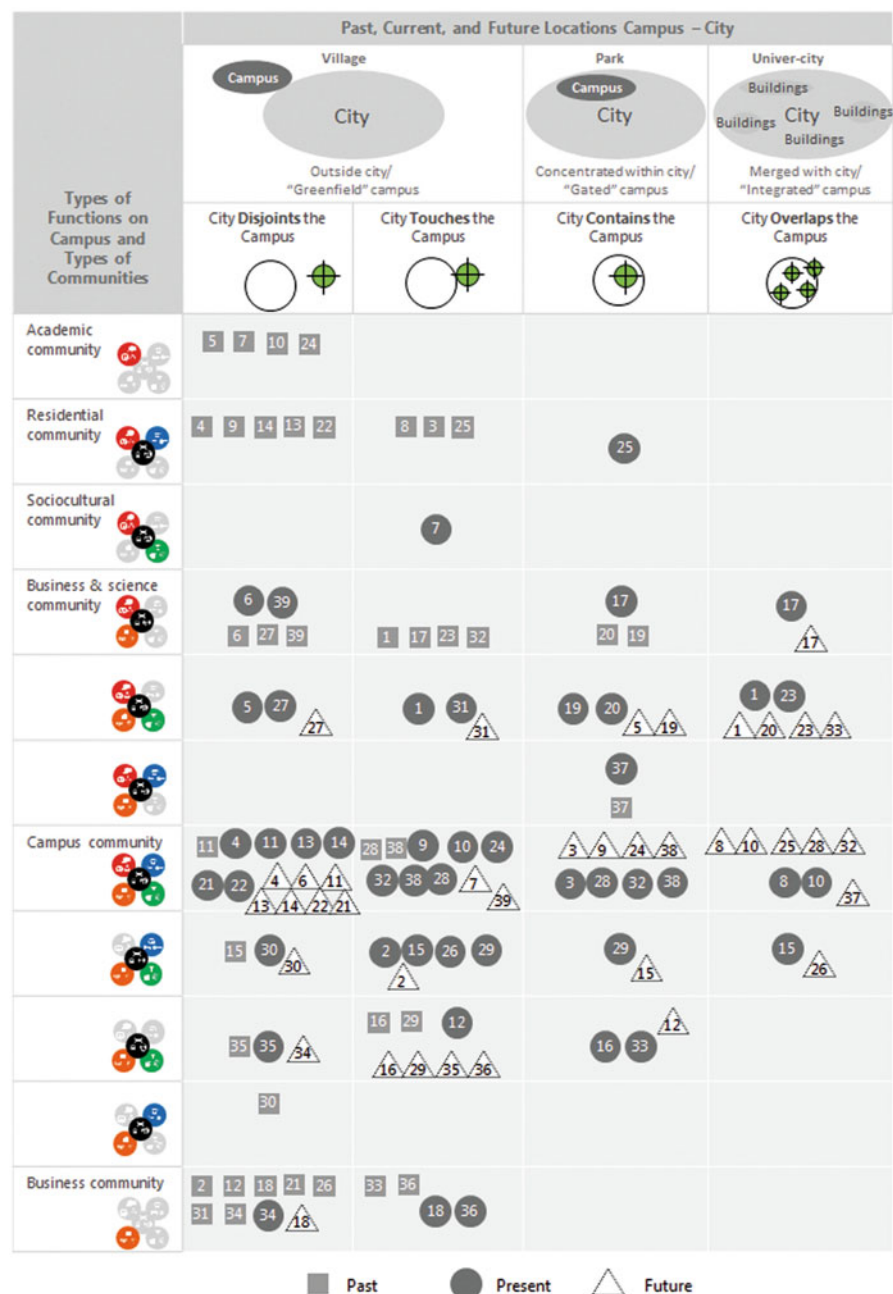 Past, Current, and Future Locations Campus – City
Village
Park
Univer-city
Campus
City
Campus
City
Buildings
Buildings
City
Buildings
Buildings
Outside city/
"Greenfield" campus
Concentrated within city/
"Gated" campus
Merged with city/
"Integrated" campus
Types of
Functions on
Campus and
Types of
Communities
City Disjoints the
Campus
City Touches the
Campus
City Contains the
Campus
City Overlaps the
Campus
Academic
community
5 7 10 24
Residential
community
4 9 14 13 22
8 3 25
25
Sociocultural
community
7
Business & science
community
6 39
6 27 39
1 17 23 32
17
20 19
17
17
5 27 27
1 31 31
19 20 5 19
1 23
1 20 23 33
37
37
Campus community
11 4 11 13 14
21 22 4 6 11
13 14 22 21
28 38 9 10 24
32 38 28 7
39
3 9 24 38
3 28 32 38
8 10 25 28 32
8 10 37
15 30 30
2 15 26 29
2
29 15
15 26
35 35 34
16 29 12
16 29 35 36
12
16 33
30
Business community
2 12 18 21 26
31 34 34 18
33 36
18 36
Past Present Future